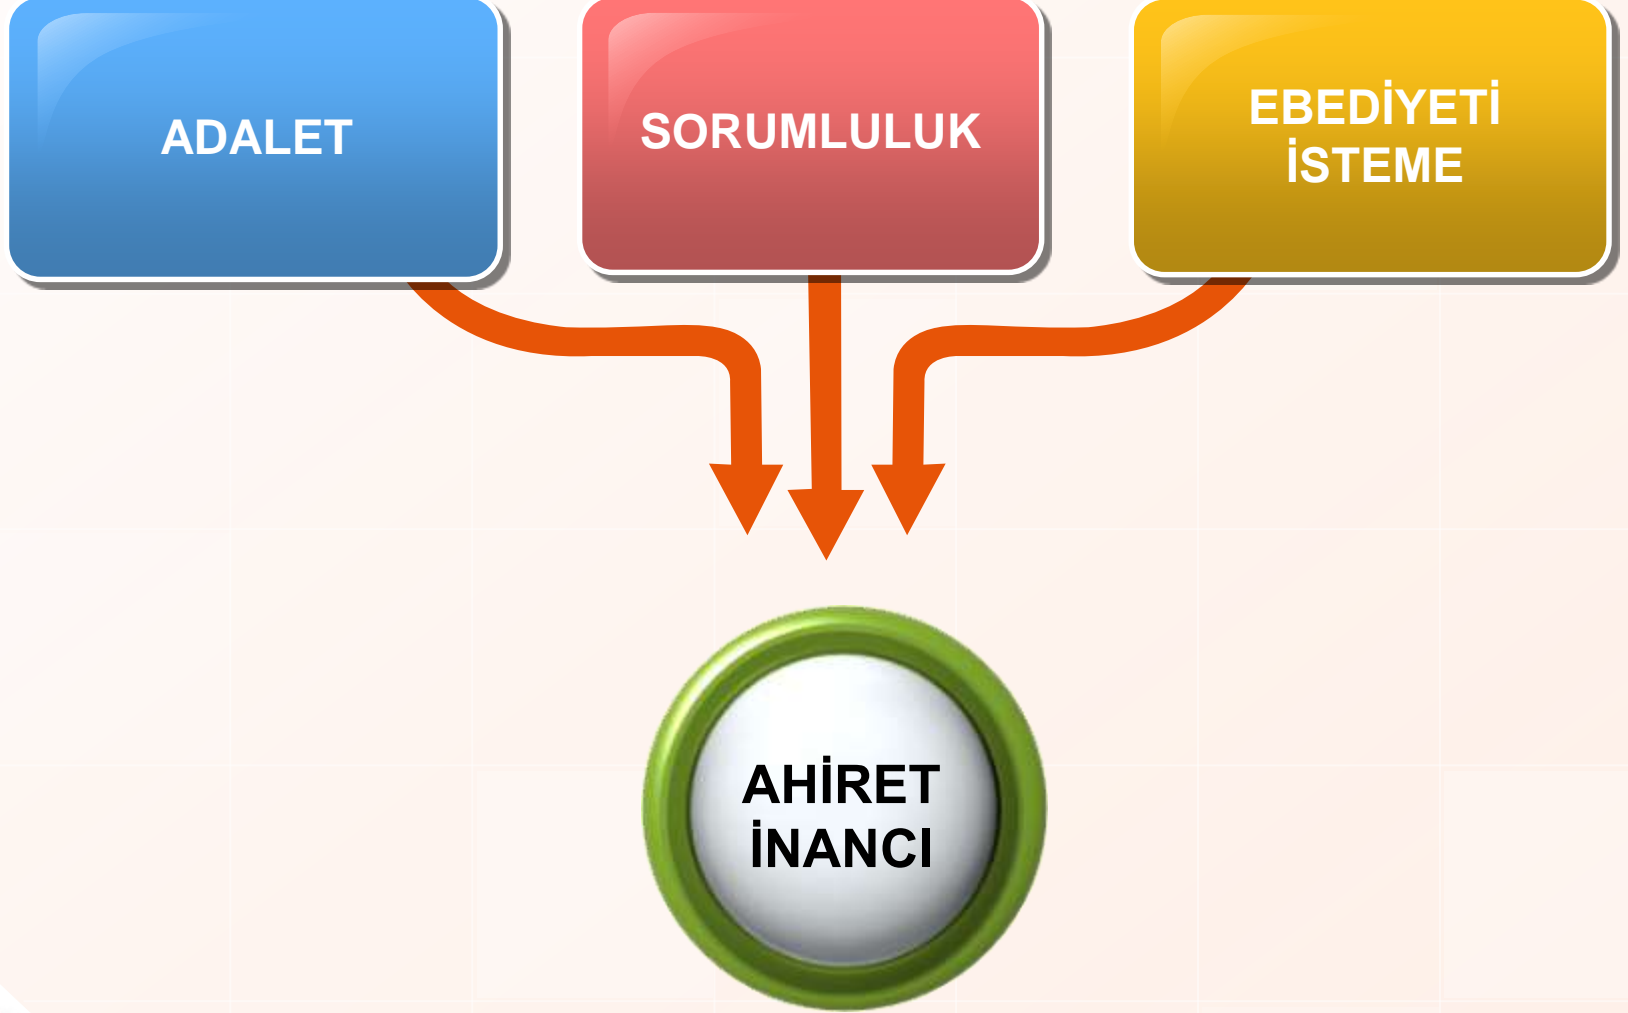 ADALET
SORUMLULUK
EBEDİYETİ
İSTEME
AHİRET
İNANCI